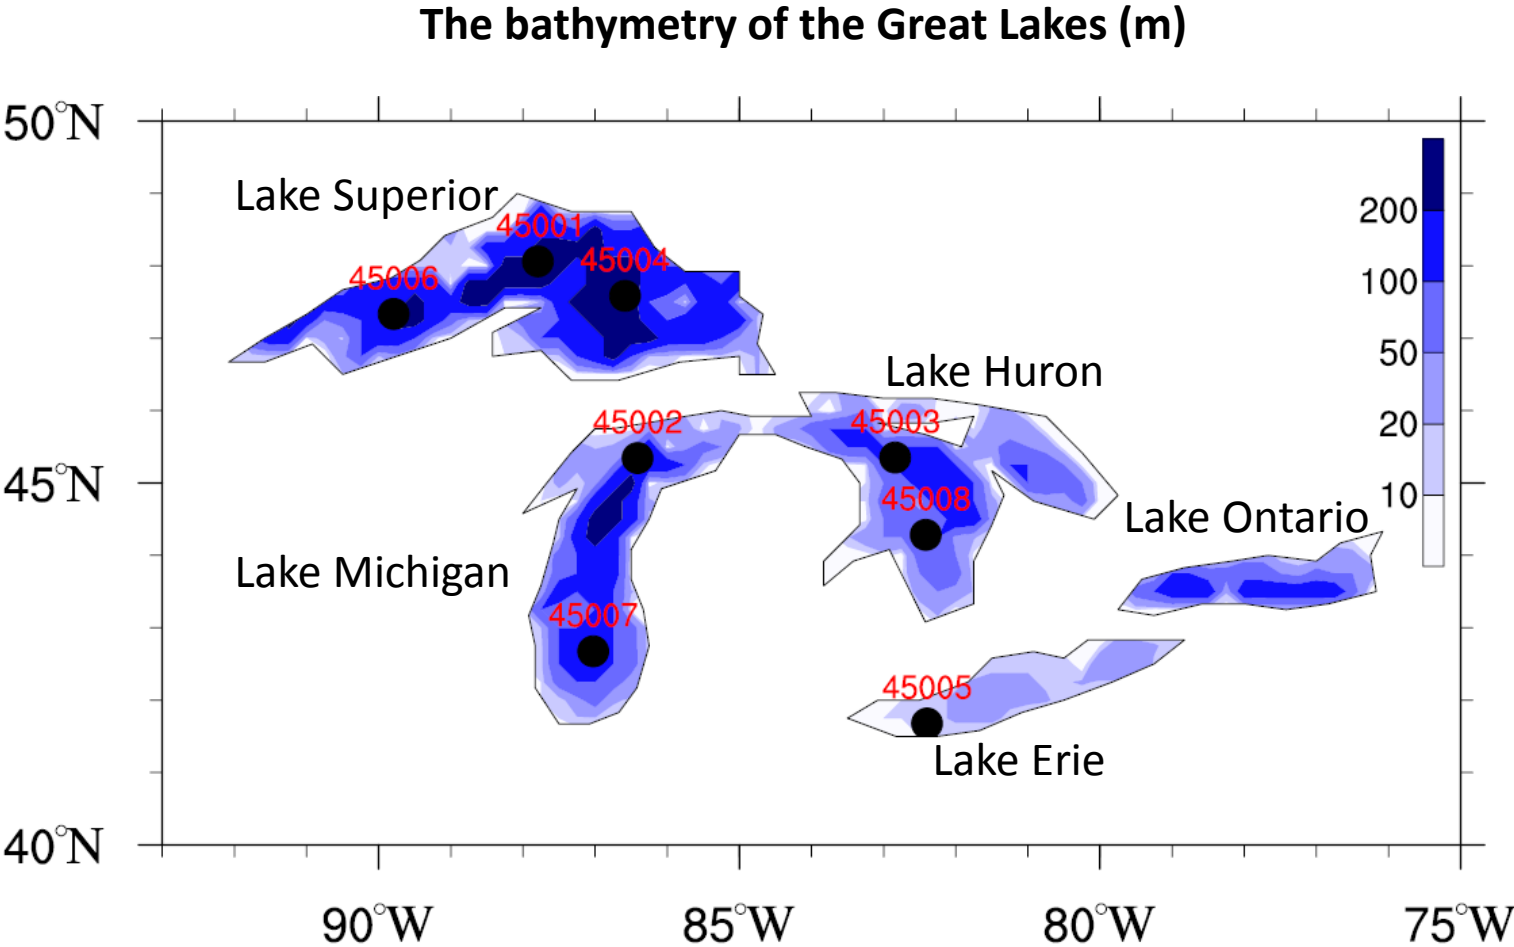 The bathymetry of the Great Lakes (m)
50°N
Lake Superior
45001
45004
45006
200
100
50
20
10
Lake Huron
45002
45003
45°N
45008
Lake Ontario
Lake Michigan
45007
45005
Lake Erie
40°N
90°W
85°W
80°W
75°W